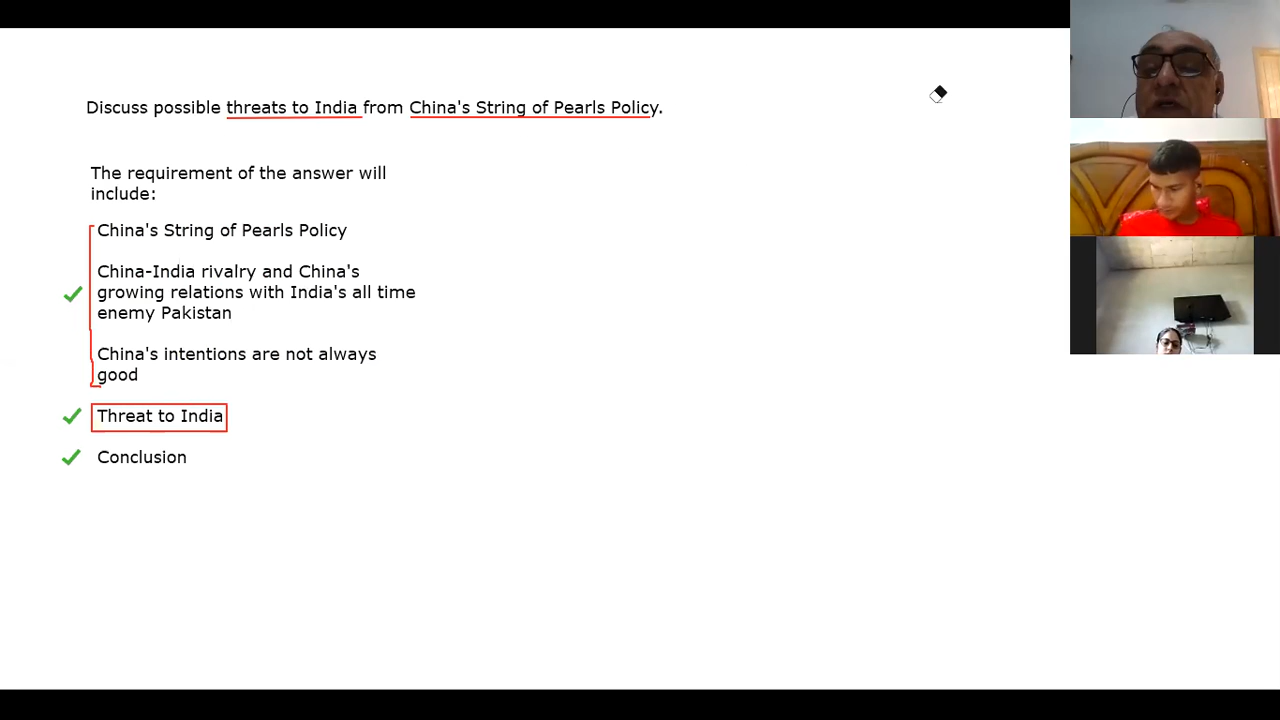 Discuss possible threats to India from China's String of Pearls Policy.
The requirement of the answer will
include:
China's String of Pearls Policy
China-India rivalry and China's
growing relations with India's all time
enemy Pakistan
China's intentions are not always
good
Threat to India
Conclusion